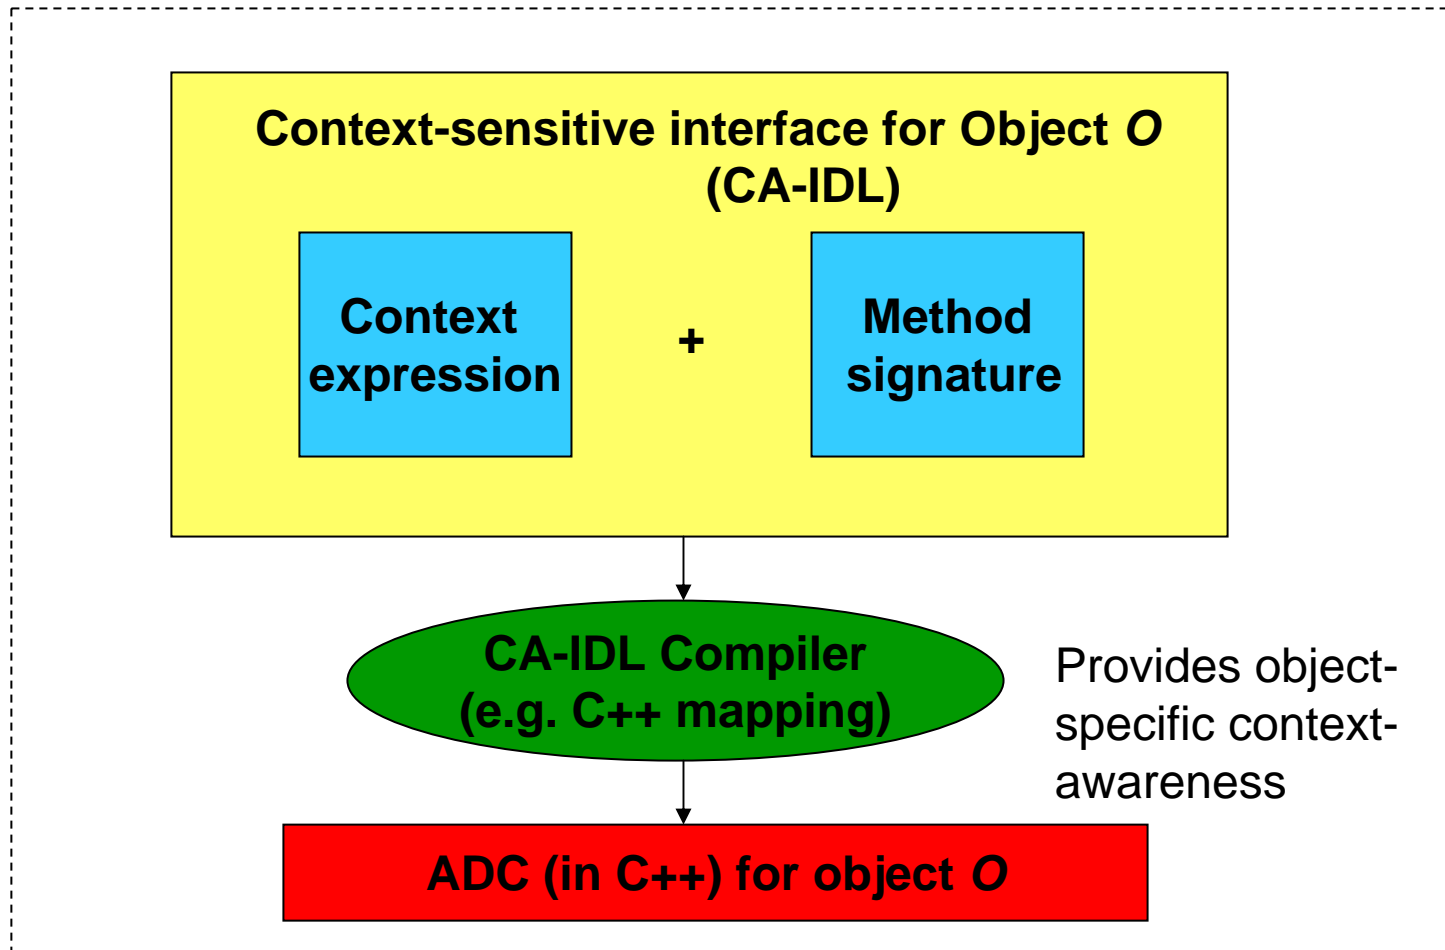 Context-sensitive interface for Object O
(CA-IDL)
Context
expression
+
Method
signature
CA-IDL Compiler
(e.g. C++ mapping)
Provides object-
specific context-
awareness
ADC (in C++) for object O